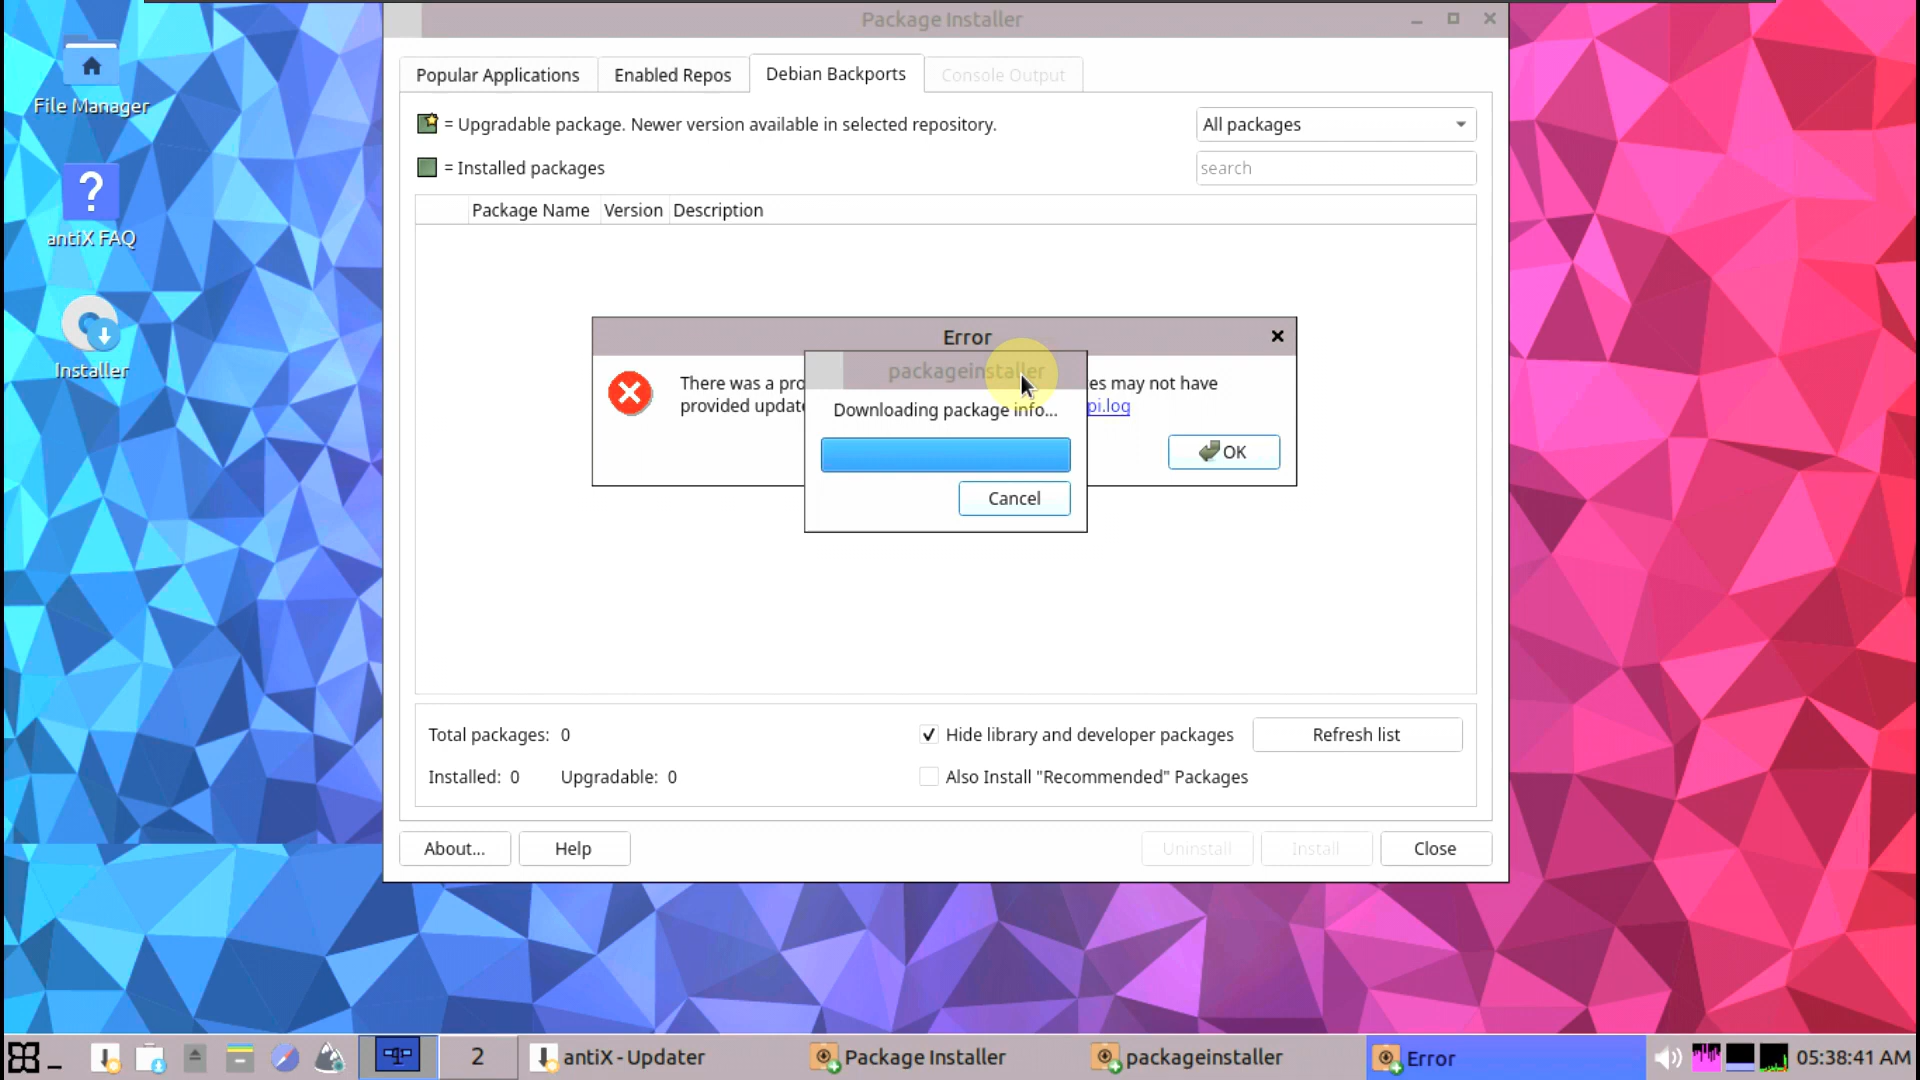 Package Installer
File Manager
antiX FAQ
Installer
Popular Applications
Enabled Repos
Debian Backports
Console Output
= Upgradable package. Newer version available in selected repository.
All packages
= Installed packages
search
Package Name Version Description
Error
packageinstaller
There was a pro
es may not have
provided update
pi.log
Downloading package info...
OK
Cancel
Total packages: 0
Hide library and developer packages
Refresh list
Installed: 0 Upgradable: 0
Also Install "Recommended" Packages
About...
Help
Uninstall
Install
Close
2
antiX - Updater
Package Installer
packageinstaller
Error
05:38:41 AM